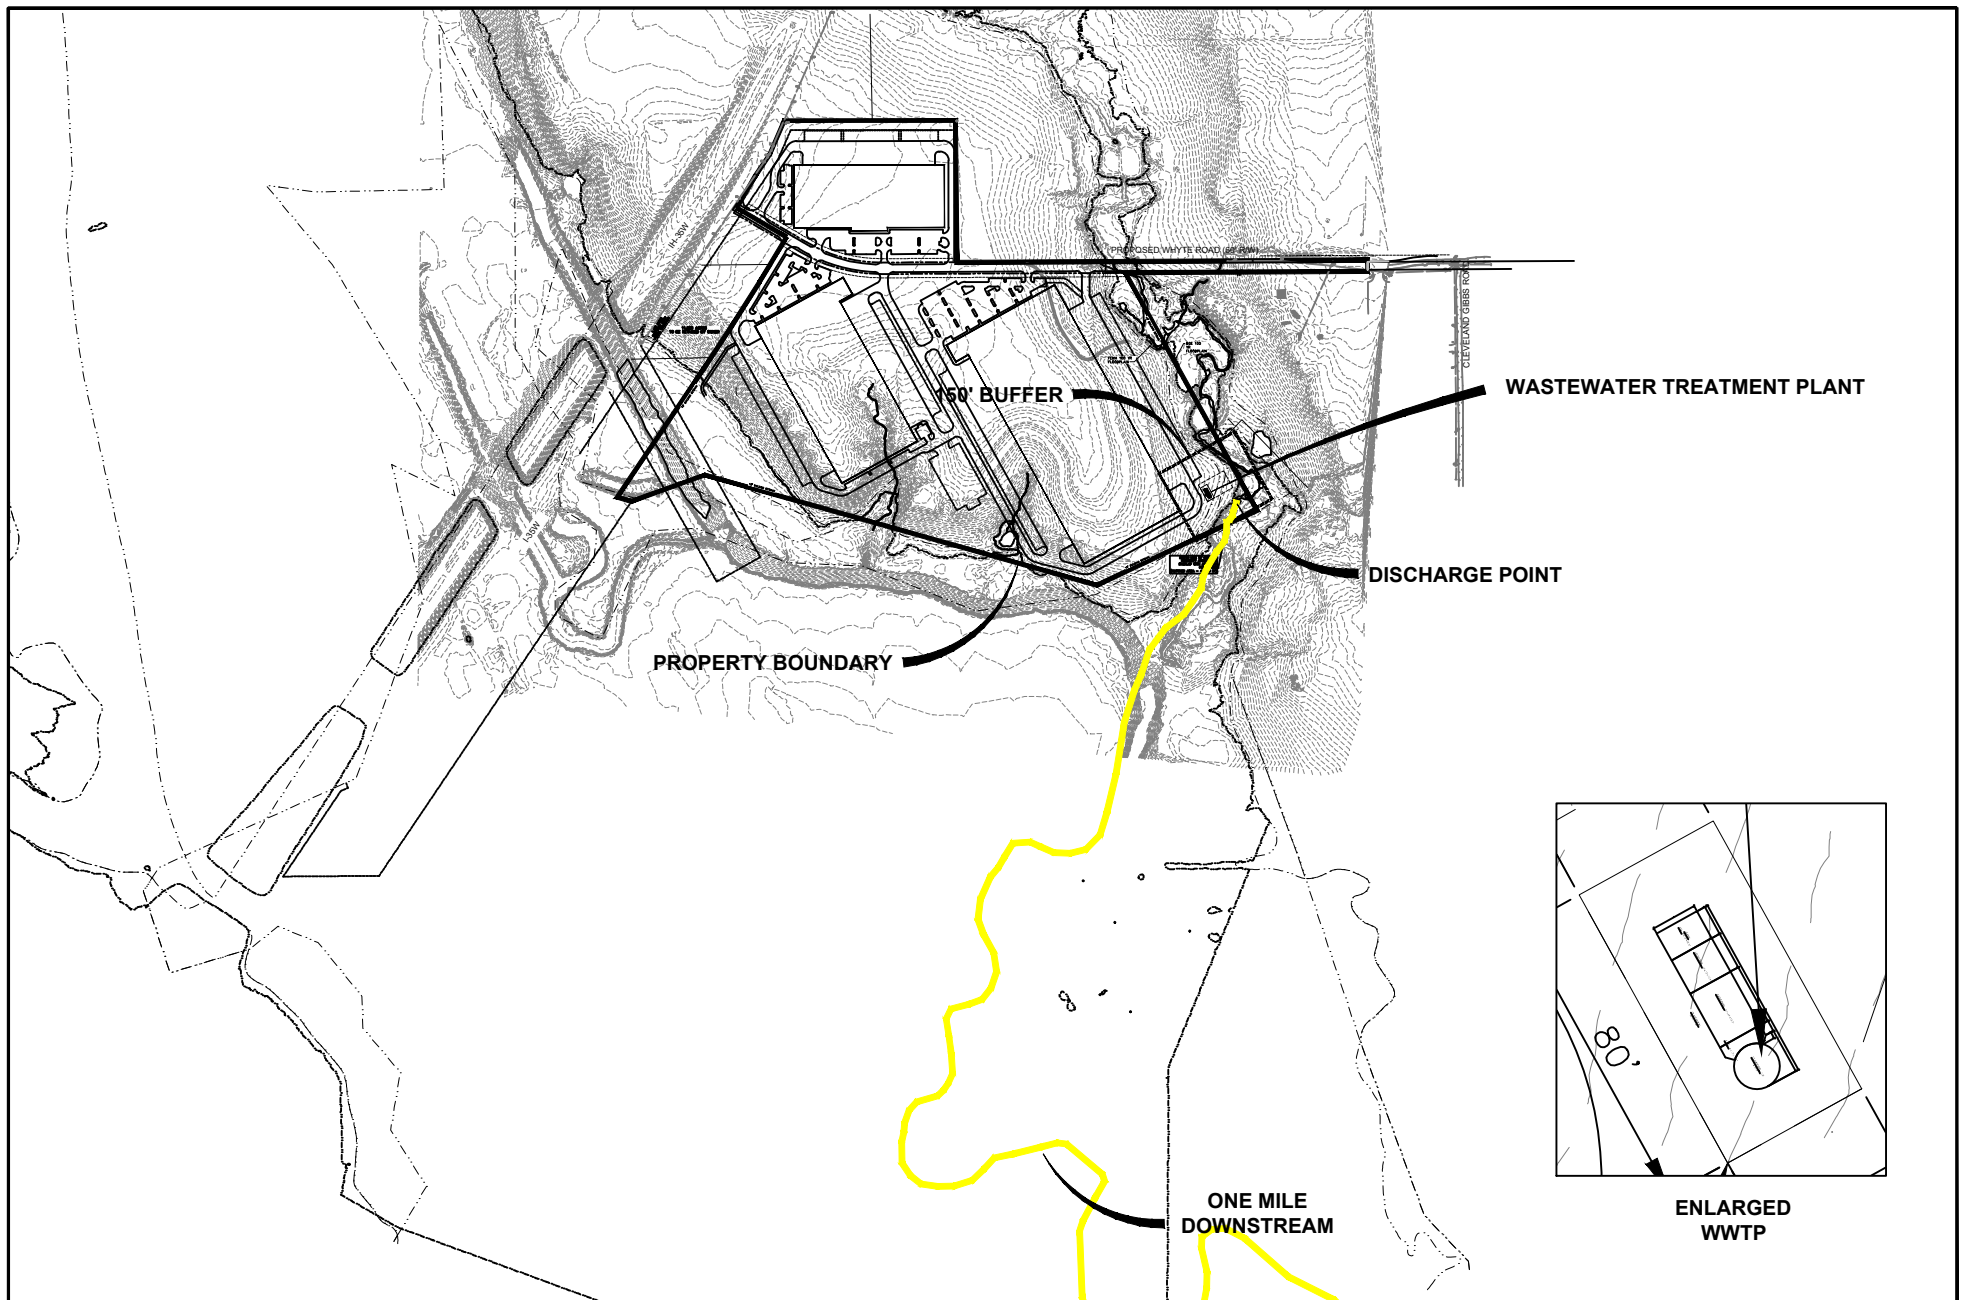 PROPOSED WHYTE ROAD (60' R/W)
IH-35W
CLEVELAND GIBBS ROAD
150' BUFFER
WASTEWATER TREATMENT PLANT
I-35W
DISCHARGE POINT
PROPERTY BOUNDARY
80'
ONE MILE
DOWNSTREAM
ENLARGED
WWTP